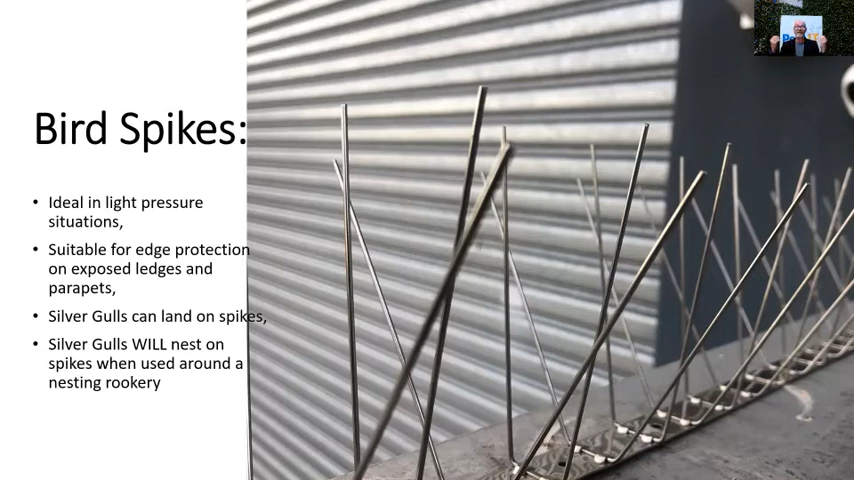 Bird Spikes:
• Ideal in light pressure
situations,
• Suitable for edge protection
on exposed ledges and
parapets,
• Silver Gulls can land on spikes,
• Silver Gulls WILL nest on
spikes when used around a
nesting rookery